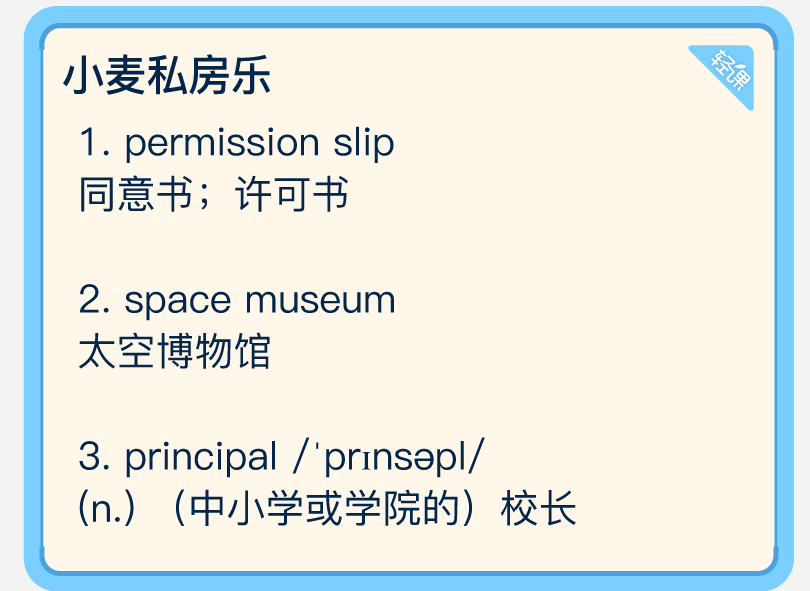 小麦私房乐
轻课
1. permission slip
同意书；许可书
2. space museum
太空博物馆
3. principal /ˈprɪnsəpl/
(n.) （中小学或学院的）校长